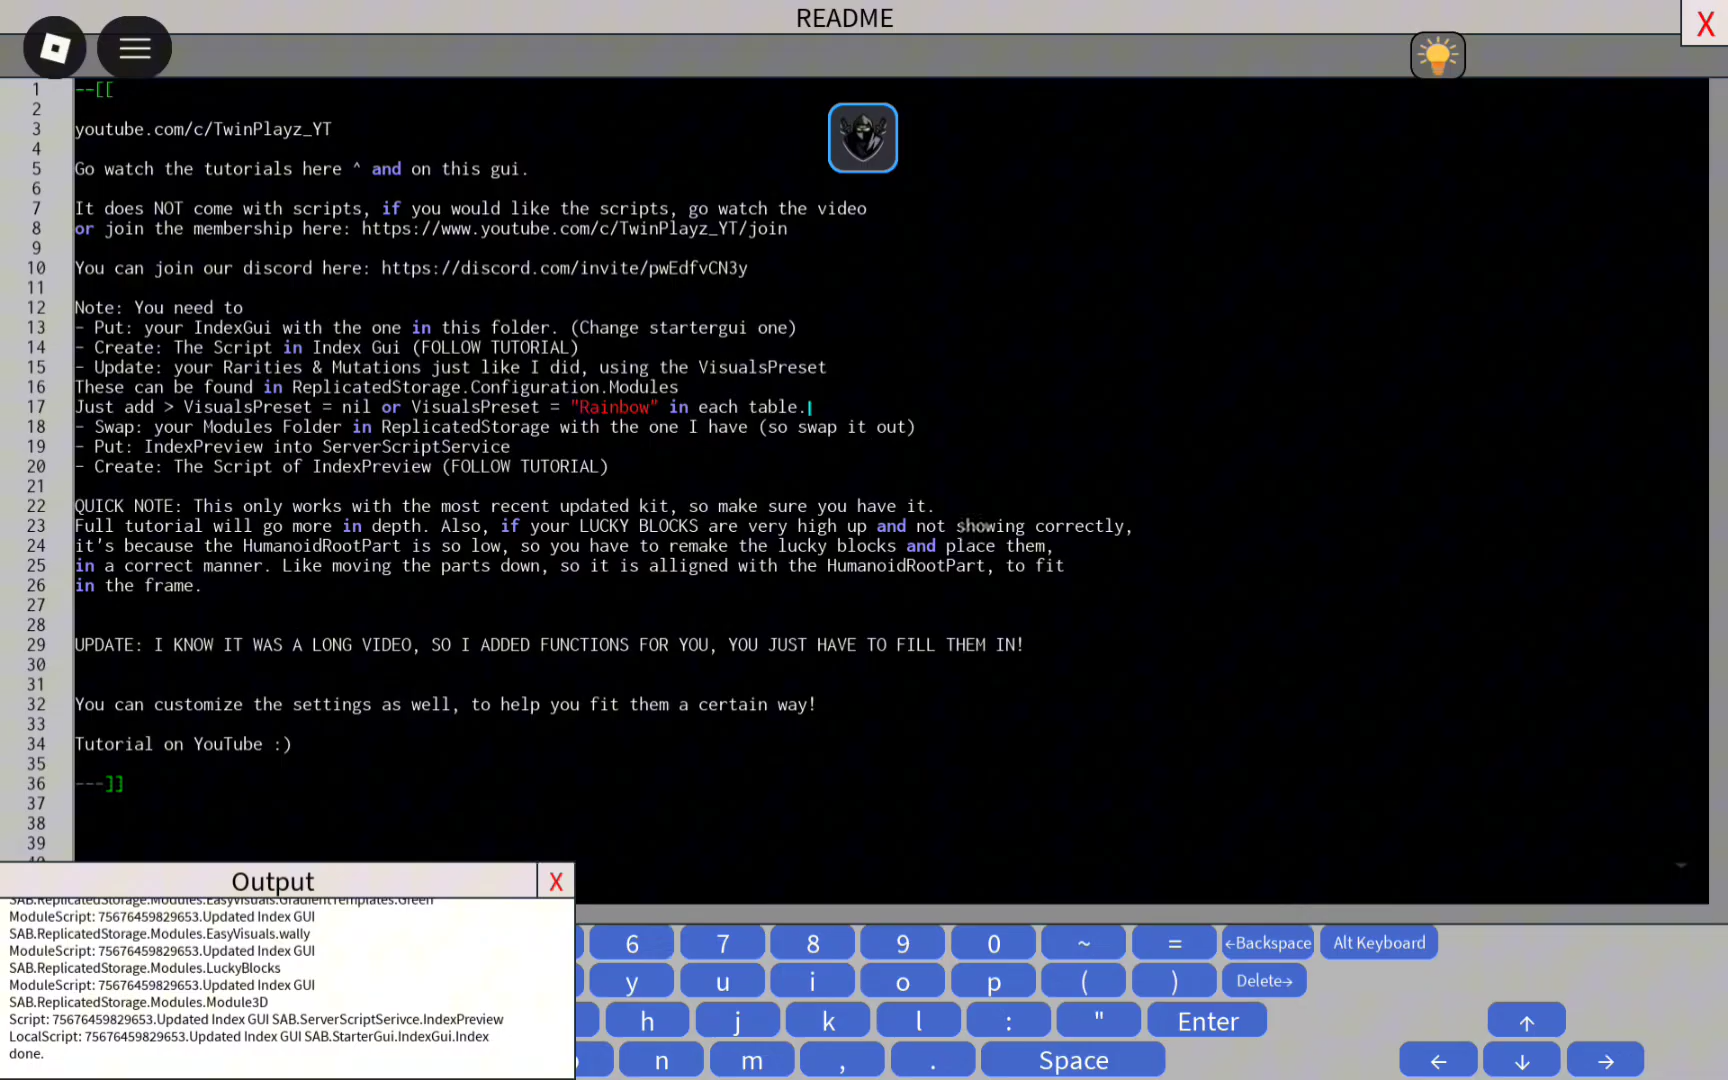 README
X
1 --[[
2
3 youtube.com/c/TwinPlayz_YT
4
5 Go watch the tutorials here ^ and on this gui.
6
7 It does NOT come with scripts, if you would like the scripts, go watch the video
8 or join the membership here: https://www.youtube.com/c/TwinPlayz_YT/join
9
10 You can join our discord here: https://discord.com/invite/pwEdfvCN3y
11
12 Note: You need to
13 - Put: your IndexGui with the one in this folder. (Change startergui one)
14 - Create: The Script in Index Gui (FOLLOW TUTORIAL)
15 - Update: your Rarities & Mutations just like I did, using the VisualsPreset
16 These can be found in ReplicatedStorage.Configuration.Modules
17 Just add > VisualsPreset = nil or VisualsPreset = "Rainbow" in each table.
18 - Swap: your Modules Folder in ReplicatedStorage with the one I have (so swap it out)
19 - Put: IndexPreview into ServerScriptService
20 - Create: The Script of IndexPreview (FOLLOW TUTORIAL)
21
22 QUICK NOTE: This only works with the most recent updated kit, so make sure you have it.
23 Full tutorial will go more in depth. Also, if your LUCKY BLOCKS are very high up and not showing correctly,
24 it's because the HumanoidRootPart is so low, so you have to remake the lucky blocks and place them,
25 in a correct manner. Like moving the parts down, so it is alligned with the HumanoidRootPart, to fit
26 in the frame.
27
28
29 UPDATE: I KNOW IT WAS A LONG VIDEO, SO I ADDED FUNCTIONS FOR YOU, YOU JUST HAVE TO FILL THEM IN!
30
31
32 You can customize the settings as well, to help you fit them a certain way!
33
34 Tutorial on YouTube :)
35
36 ---]]
37
38
39
Output X
SAB.ReplicatedStorage.Modules.EasyVisuals.GradientTemplates.Green
ModuleScript: 75676459829653.Updated Index GUI
SAB.ReplicatedStorage.Modules.EasyVisuals.wally
ModuleScript: 75676459829653.Updated Index GUI
SAB.ReplicatedStorage.Modules.LuckyBlocks
ModuleScript: 75676459829653.Updated Index GUI
SAB.ReplicatedStorage.Modules.Module3D
Script: 75676459829653.Updated Index GUI SAB.ServerScriptSerivce.IndexPreview
LocalScript: 75676459829653.Updated Index GUI SAB.StarterGui.IndexGui.Index
done.
6 7 8 9 0 ~ = ←Backspace Alt Keyboard
y u i o p ( ) Delete→
h j k l : " Enter ↑
n m , . Space ← ↓ →